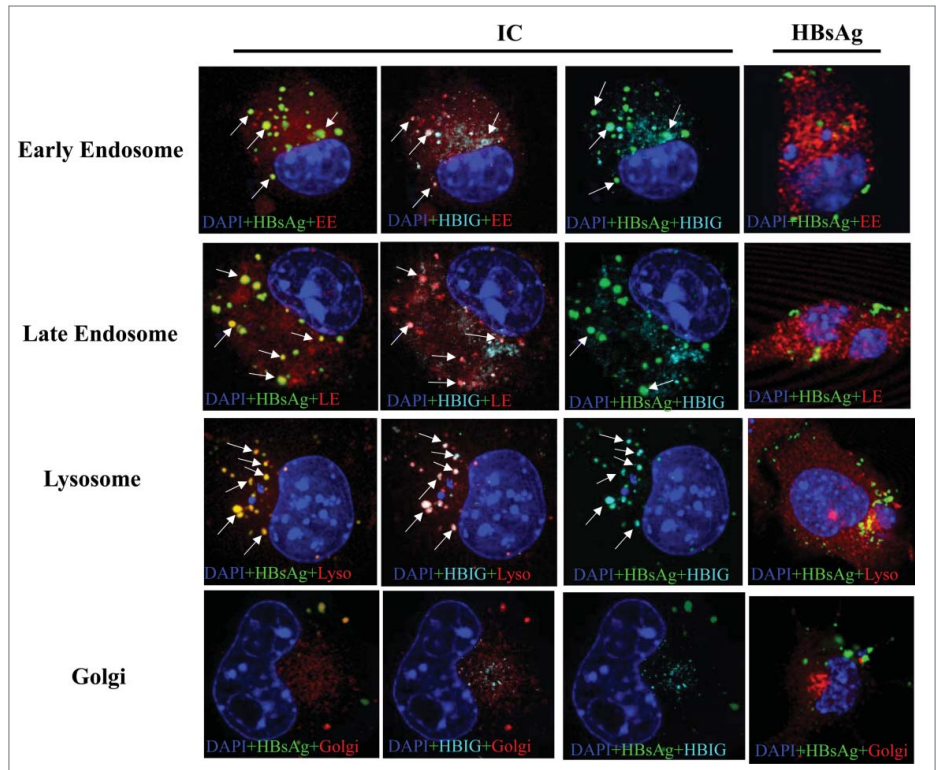 IC
HBsAg
Early Endosome
DAPI+HBsAg+EE
DAPI+HBIG+EE
DAPI+HBsAg+HBIG
DAPI+HBsAg+EE
Late Endosome
DAPI+HBsAg+LE
DAPI+HBIG+LE
DAPI+HBsAg+HBIG
DAPI+HBsAg+LE
Lysosome
DAPI+HBsAg+Lyso
DAPI+HBIG+Lyso
DAPI+HBsAg+HBIG
DAPI+HBsAg+Lyso
Golgi
DAPI+HBsAg+Golgi
DAPI+HBIG+Golgi
DAPI+HBsAg+HBIG
DAPI+HBsAg+Golgi